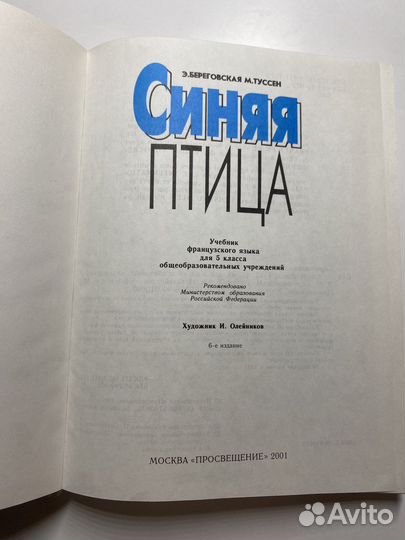 Э.БЕРЕГОВСКАЯ М.ТУССЕН
СИНЯЯ
ПТИЦА
Учебник
французского языка
для 5 класса
общеобразовательных учреждений
Рекомендовано
Министерством образования
Российской Федерации
Художник И. Олейников
6-е издание
МОСКВА «ПРОСВЕЩЕНИЕ» 2001
Avito